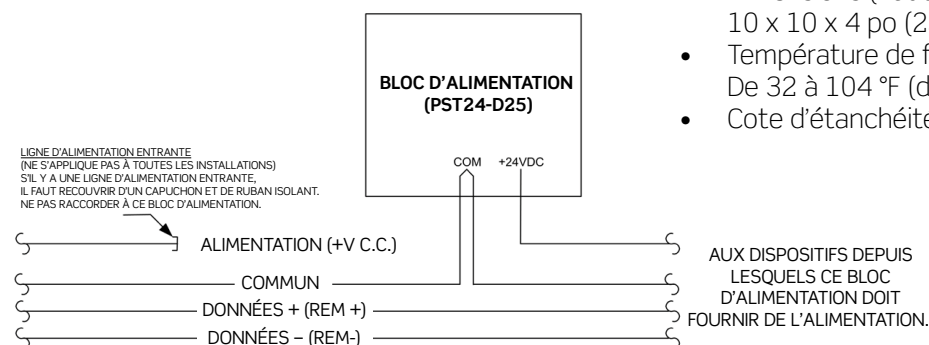 10 x 10 x 4 po (2
• Température de f
De 32 à 104 °F (d
• Cote d'étanchéité
BLOC D'ALIMENTATION
(PST24-D25)
COM +24VDC
LIGNE D'ALIMENTATION ENTRANTE
(NE S'APPLIQUE PAS À TOUTES LES INSTALLATIONS)
S'IL Y A UNE LIGNE D'ALIMENTATION ENTRANTE,
IL FAUT RECOUVRIR D'UN CAPUCHON ET DE RUBAN ISOLANT.
NE PAS RACCORDER À CE BLOC D'ALIMENTATION.
ALIMENTATION (+V C.C.)
COMMUN
DONNÉES + (REM +)
DONNÉES – (REM-)
AUX DISPOSITIFS DEPUIS
LESQUELS CE BLOC
D'ALIMENTATION DOIT
FOURNIR DE L'ALIMENTATION.